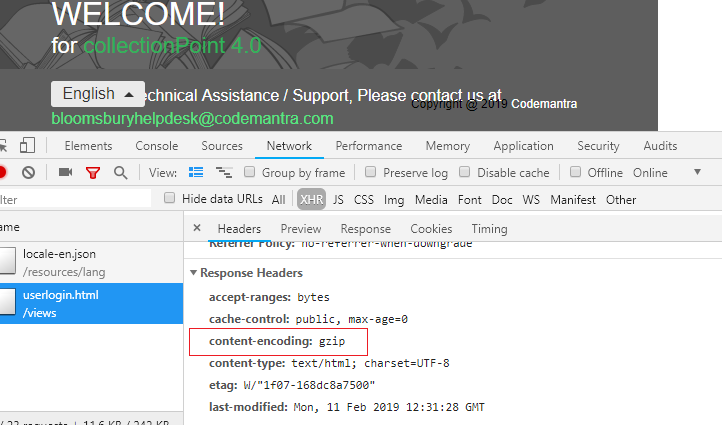 WELCOME!
for collectionPoint 4.0
English
echnical Assistance / Support, Please contact us at
Copyright @ 2019 Codemantra
bloomsburyhelpdesk@codemantra.com
Elements Console Sources Network Performance Memory Application Security Audits
View: Group by frame Preserve log Disable cache Offline Online
lter Hide data URLs All XHR JS CSS Img Media Font Doc WS Manifest Other
ame × Headers Preview Response Cookies Timing
locale-en.json
/resources/lang
userlogin.html
/views
Referrer Policy: no-referrer-when-downgrade
Response Headers
accept-ranges: bytes
cache-control: public, max-age=0
content-encoding: gzip
content-type: text/html; charset=UTF-8
etag: W/"1f07-168dc8a7500"
last-modified: Mon, 11 Feb 2019 12:31:28 GMT
/ 23 requests 11.6 KB / 242 KB